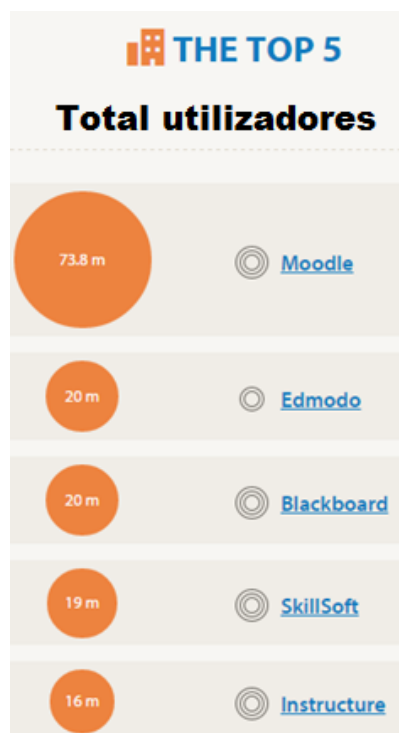 THE TOP 5
Total utilizadores
73.8 m Moodle
20 m Edmodo
20 m Blackboard
19 m SkillSoft
16 m Instructure